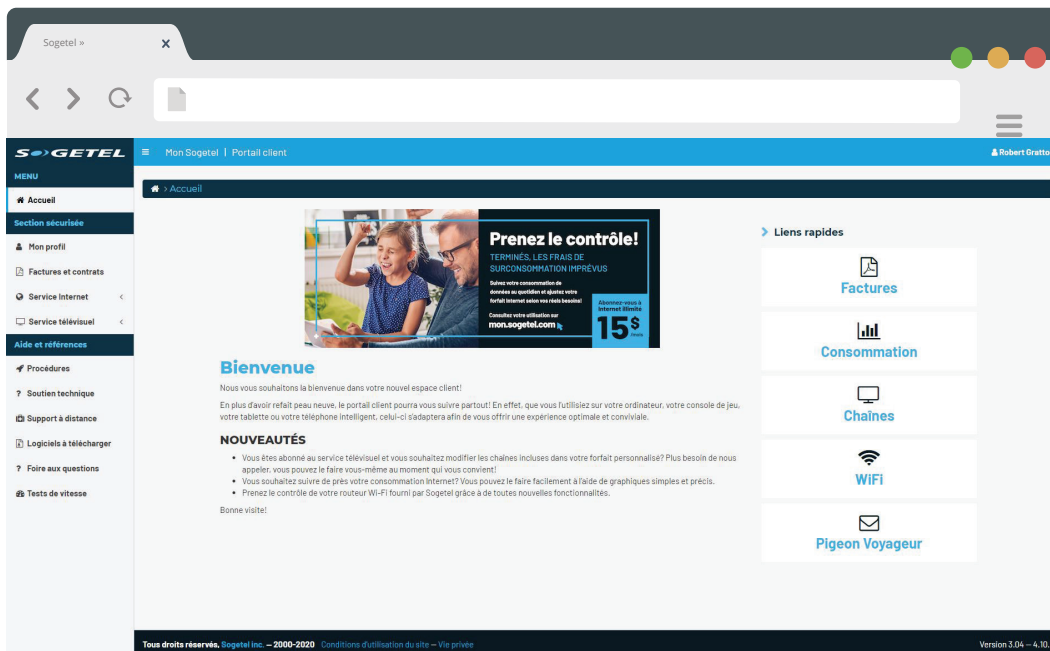 Sogetel »
SOGETEL
Mon Sogetel | Portail client
Robert Gratto
MENU
Accueil
Section sécurisée
Mon profil
Factures et contrats
Service Internet
Service télévisuel
Aide et références
Procédures
? Soutien technique
Support à distance
Logiciels à télécharger
? Foire aux questions
Tests de vitesse
> Accueil
Prenez le contrôle!
TERMINÉS, LES FRAIS DE
SURCONSOMMATION IMPRÉVUS
Suivez votre consommation de
données au quotidien et ajustez votre
forfait Internet selon vos réels besoins!
Consultez votre utilisation sur
mon.sogetel.com
Abonnez-vous à
Internet illimité
15$
/mois
Bienvenue
Nous vous souhaitons la bienvenue dans votre nouvel espace client!
En plus d'avoir refait peau neuve, le portail client pourra vous suivre partout! En effet, que vous l'utilisiez sur votre ordinateur, votre console de jeu,
votre tablette ou votre téléphone intelligent, celui-ci s'adaptera afin de vous offrir une expérience optimale et conviviale.
NOUVEAUTÉS
• Vous êtes abonné au service télévisuel et vous souhaitez modifier les chaînes incluses dans votre forfait personnalisé? Plus besoin de nous
appeler, vous pouvez le faire vous-même au moment qui vous convient!
• Vous souhaitez suivre de près votre consommation Internet? Vous pouvez le faire facilement à l'aide de graphiques simples et précis.
• Prenez le contrôle de votre routeur Wi-Fi fourni par Sogetel grâce à de toutes nouvelles fonctionnalités.
Bonne visite!
Liens rapides
Factures
Consommation
Chaînes
WiFi
Pigeon Voyageur
Tous droits réservés, Sogetel inc. — 2000-2020 Conditions d'utilisation du site — Vie privée
Version 3.04 — 4.10.